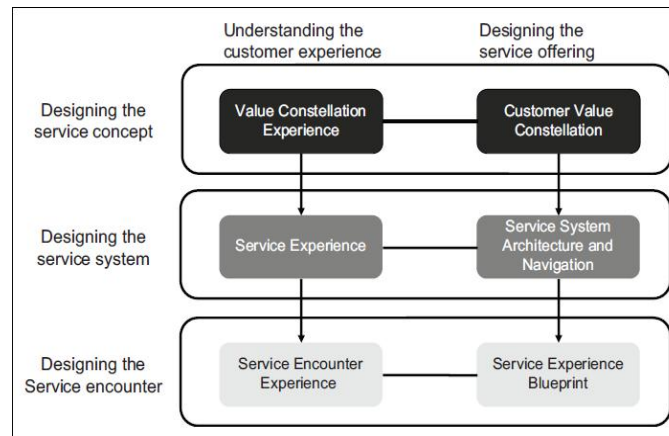 Understanding the
customer experience
Designing the
service offering
Designing the
service concept
Value Constellation
Experience
Customer Value
Constellation
Designing the
service system
Service Experience
Service System
Architecture and
Navigation
Designing the
Service encounter
Service Encounter
Experience
Service Experience
Blueprint